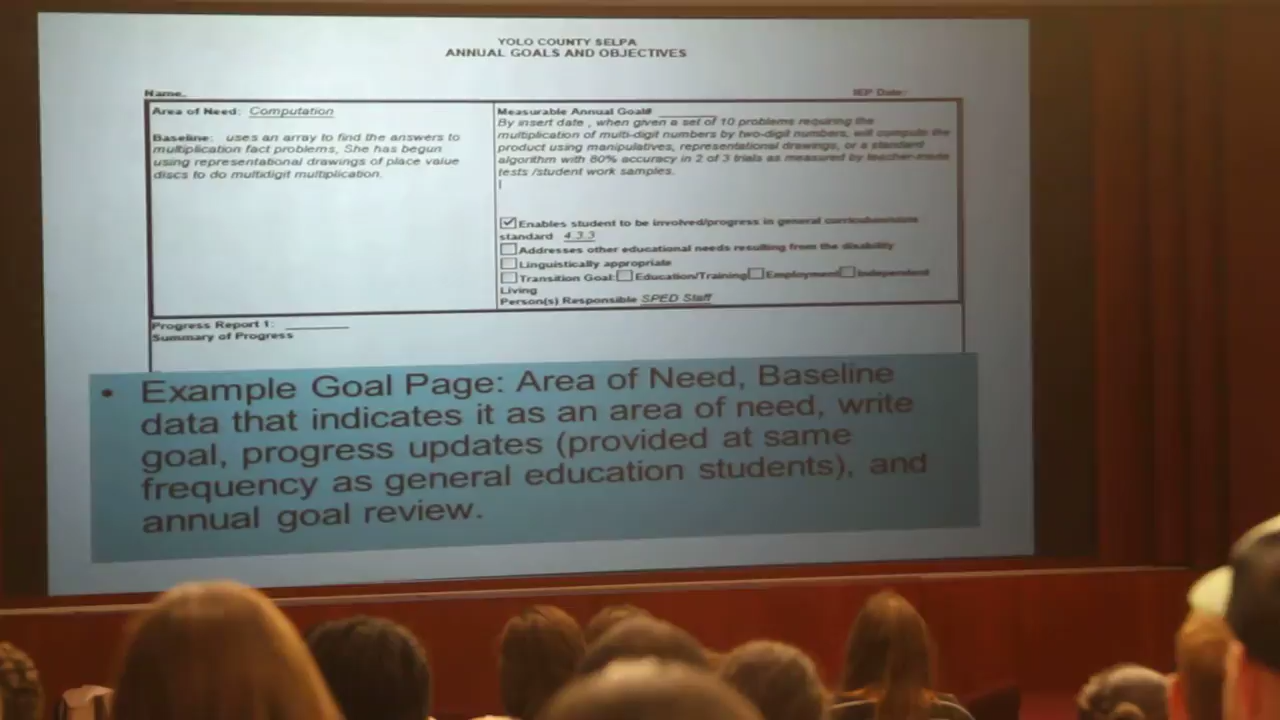 YOLO COUNTY SELPA
ANNUAL GOALS AND OBJECTIVES
Name
IEP Date:
Area of Need: Computation
Baseline: uses an array to find the answers to
multiplication fact problems, She has begun
using representational drawings of place value
discs to do multidigit multiplication.
Measurable Annual Goal#
By insert date , when given a set of 10 problems requiring the
multiplication of multi-digit numbers by two-digit numbers, will compute the
product using manipulatives, representational drawings, or a standard
algorithm with 80% accuracy in 2 of 3 trials as measured by teacher-made
tests /student work samples.
Enables student to be involved/progress in general curriculum/state
standard 4.3.3
Addresses other educational needs resulting from the disability
Linguistically appropriate
Transition Goal: Education/Training Employment Independent
Living
Person(s) Responsible SPED Staff
Progress Report 1:
Summary of Progress
• Example Goal Page: Area of Need, Baseline
data that indicates it as an area of need, write
goal, progress updates (provided at same
frequency as general education students), and
annual goal review.